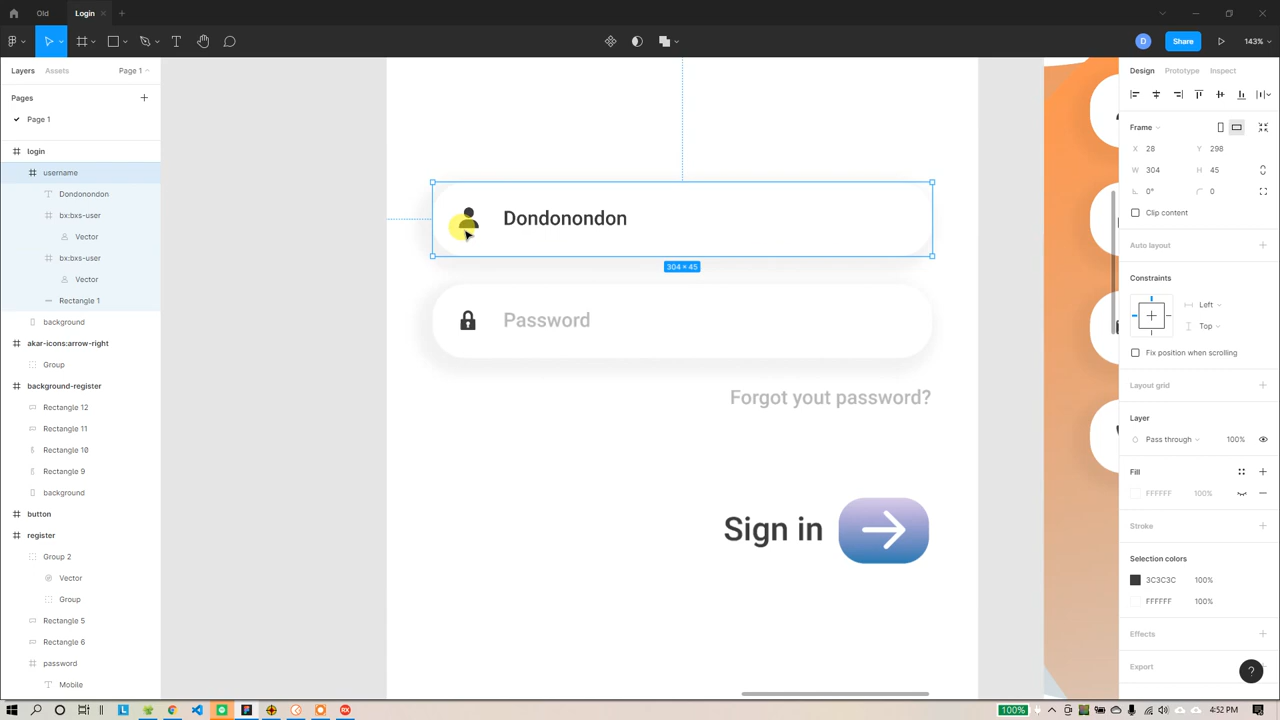 Old
Login
Share
143%
Layers
Assets
Page 1
Design
Prototype
Inspect
Pages
Page 1
login
username
Dondonondon
bx:bxs-user
Vector
bx:bxs-user
Vector
Rectangle 1
background
akar-icons:arrow-right
Group
background-register
Rectangle 12
Rectangle 11
Rectangle 10
Rectangle 9
background
button
register
Group 2
Vector
Group
Rectangle 5
Rectangle 6
password
Mobile
Dondonondon
304 × 45
Password
Forgot yout password?
Sign in
D
Frame
X 28 Y 298
W 304 H 45
0° 0
Clip content
Auto layout
Constraints
Left
Top
Fix position when scrolling
Layout grid
Layer
Pass through 100%
Fill
FFFFFF 100%
Stroke
Selection colors
3C3C3C 100%
FFFFFF 100%
Effects
Export
?
100%
4:52 PM